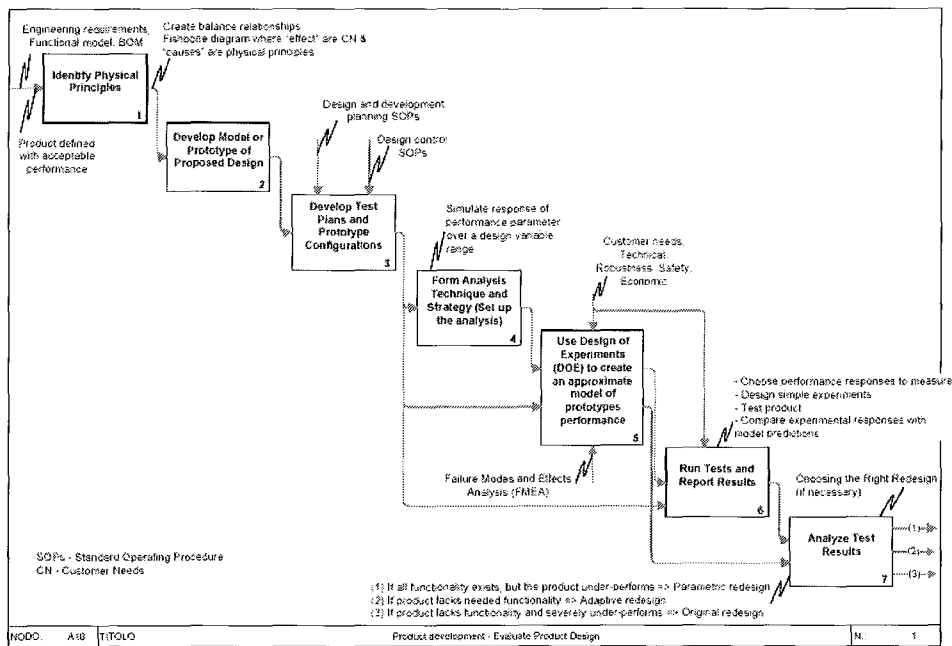 Engineering requirements,
Functional model, BOM
Create balance relationships
Fishbone diagram where "effect" are CN &
"causes" are physical principles
Identify Physical
Principles
1
Product defined
with acceptable
performance
Develop Model or
Prototype of
Proposed Design
2
Design and development
planning SOPs
Design control
SOPs
Develop Test
Plans and
Prototype
Configurations
3
Simulate response of
performance parameter
over a design variable
range
Form Analysis
Technique and
Strategy (Set up
the analysis)
4
Customer needs,
Technical,
Robustness, Safety,
Economic
Use Design of
Experiments
(DOE) to create
an approximate
model of
prototypes
performance
5
Failure Modes and Effects
Analysis (FMEA)
- Choose performance responses to measure
- Design simple experiments
- Test product
- Compare experimental responses with
model predictions
Run Tests and
Report Results
6
Choosing the Right Redesign
(if necessary)
Analyze Test
Results
7
(1)
(2)
(3)
SOPs - Standard Operating Procedure
CN - Customer Needs
(1) If all functionality exists, but the product under-performs => Parametric redesign
(2) If product lacks needed functionality => Adaptive redesign
(3) If product lacks functionality and severely under-performs => Original redesign
NODO: TITOLO: Product development - Evaluate Product Design N.: 1